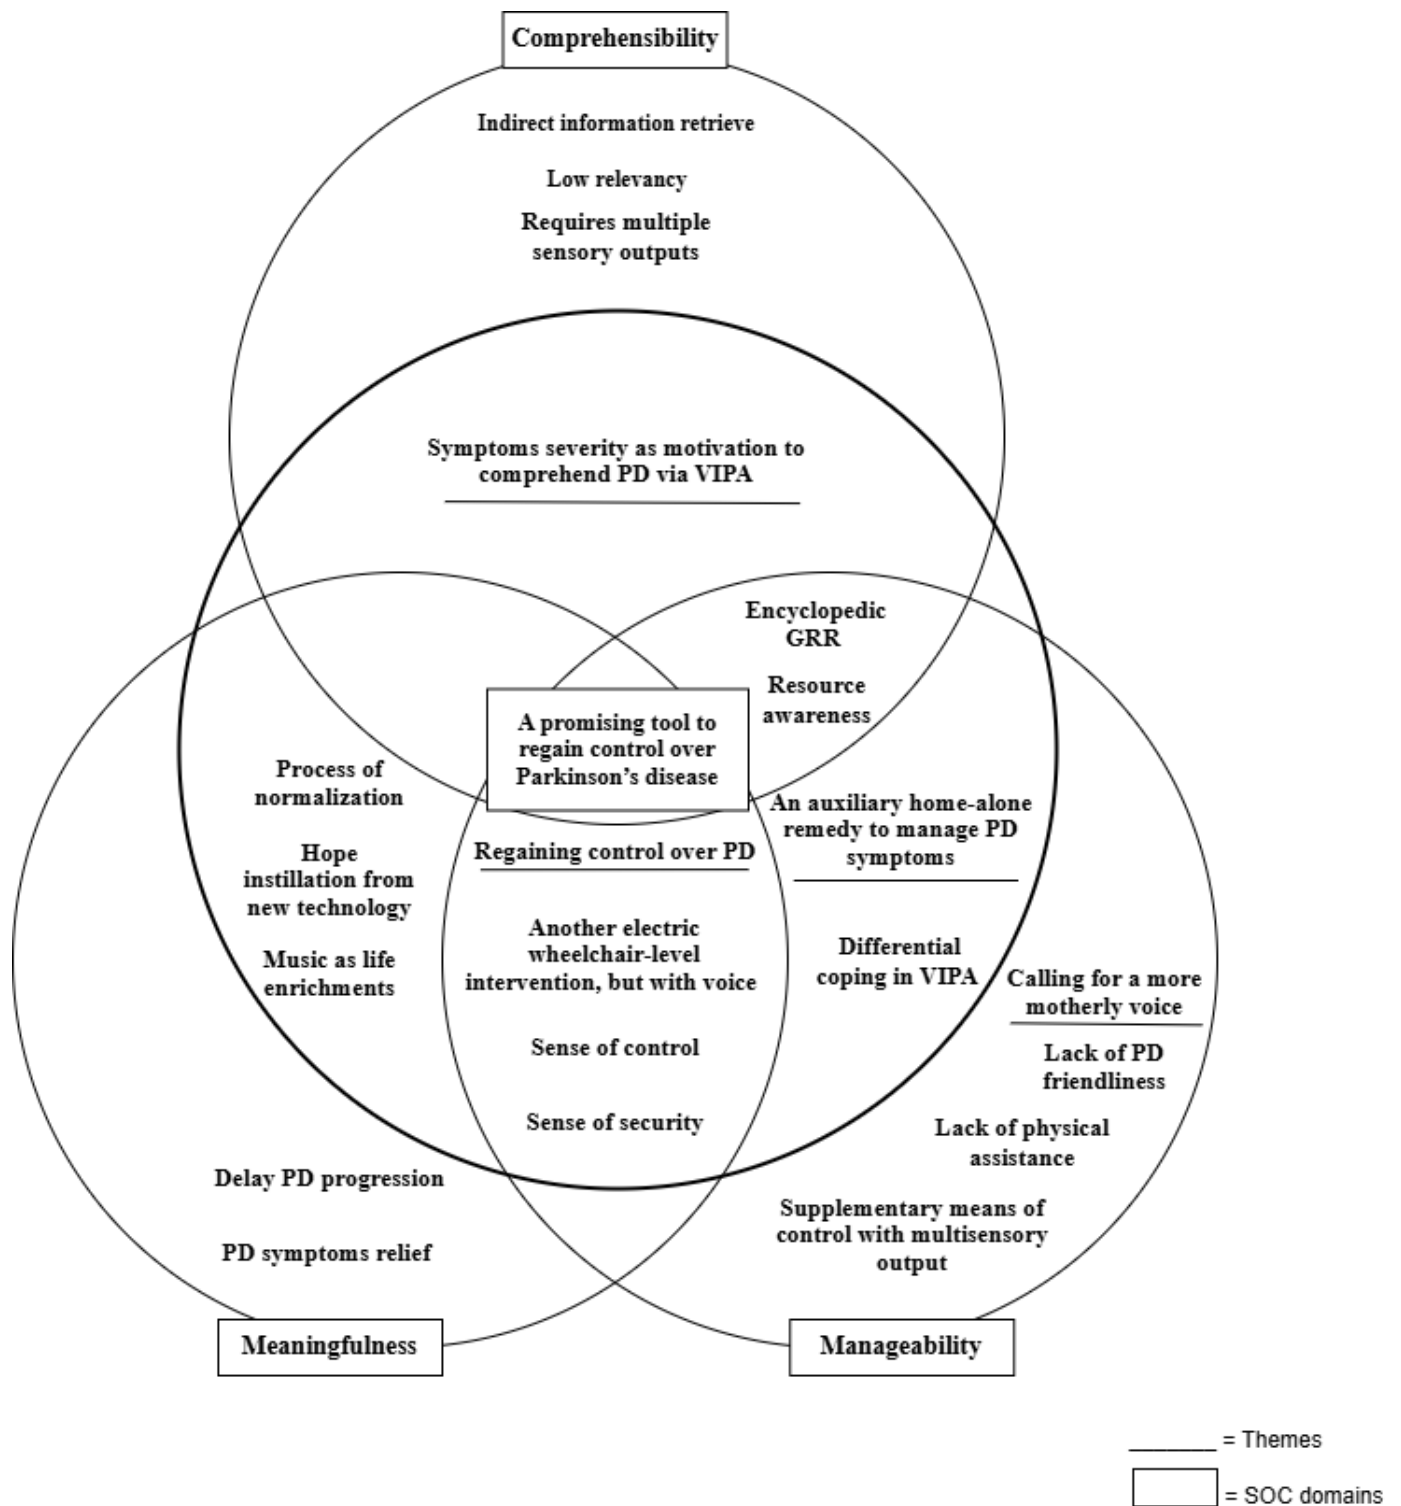 Comprehensibility
Indirect information retrieve
Low relevancy
Requires multiple
sensory outputs
Symptoms severity as motivation to
comprehend PD via VIPA
Encyclopedic
GRR
Resource
awareness
A promising tool to
regain control over
Parkinson's disease
Process of
normalization
Hope
instillation from
new technology
Music as life
enrichments
Regaining control over PD
Another electric
wheelchair-level
intervention, but with voice
Sense of control
Sense of security
An auxiliary home-alone
remedy to manage PD
symptoms
Differential
coping in VIPA
Calling for a more
motherly voice
Lack of PD
friendliness
Lack of physical
assistance
Supplementary means of
control with multisensory
output
Delay PD progression
PD symptoms relief
Meaningfulness
Manageability
_______ = Themes
= SOC domains